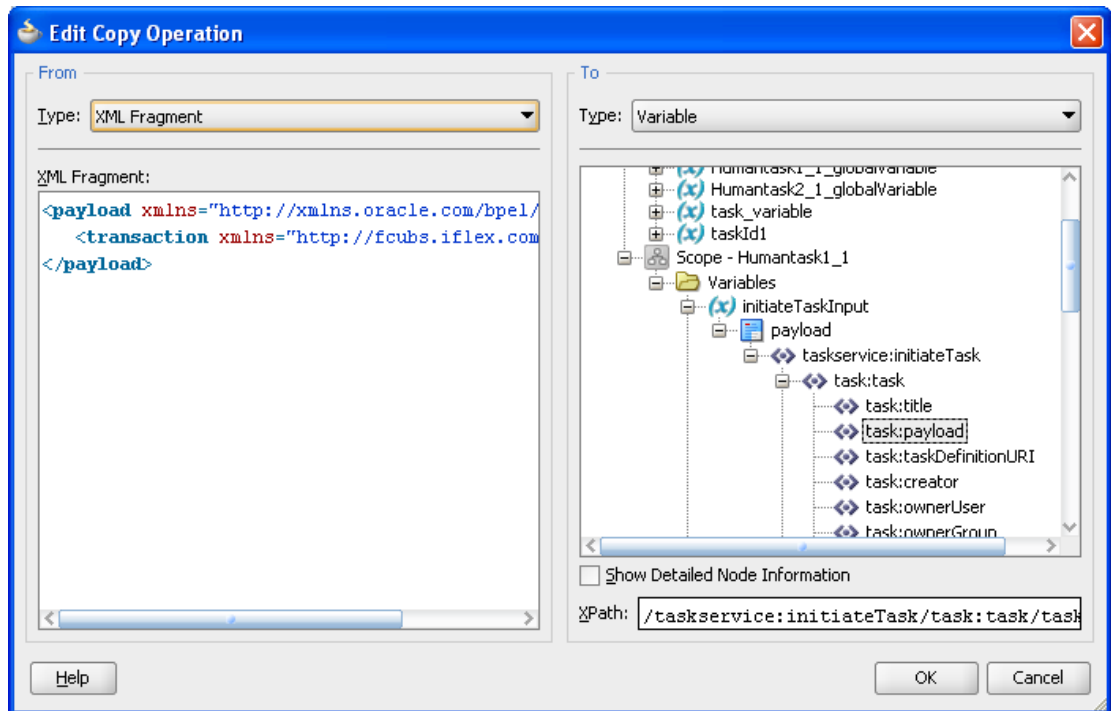 Edit Copy Operation
From
Type: XML Fragment
XML Fragment:
<payload xmlns="http://xmlns.oracle.com/bpel/
<transaction xmlns="http://fcubs.iflex.com
</payload>
Help
To
Type: Variable
(x) Humantask1_1_globalVariable
(x) Humantask2_1_globalVariable
(x) task_variable
(x) taskId1
Scope - Humantask1_1
Variables
(x) initiateTaskInput
payload
taskservice:initiateTask
task:task
task:title
task:payload
task:taskDefinitionURI
task:creator
task:ownerUser
task:ownerGroup
Show Detailed Node Information
XPath: /taskservice:initiateTask/task:task/task
OK
Cancel